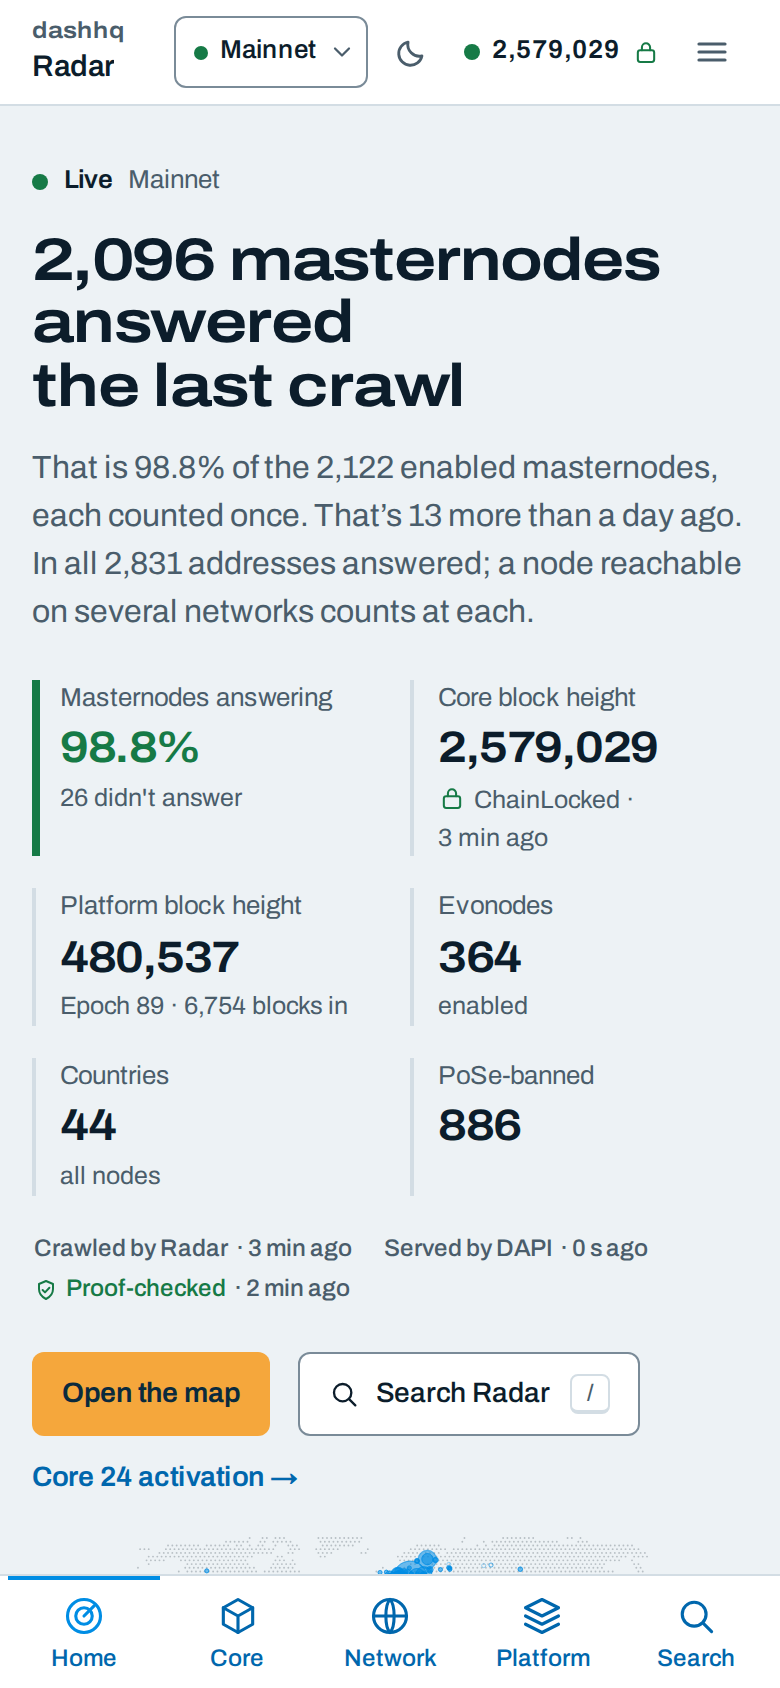 dashhq
Radar
Mainnet
2,579,029
Live Mainnet
2,096 masternodes
answered
the last crawl
That is 98.8% of the 2,122 enabled masternodes,
each counted once. That’s 13 more than a day ago.
In all 2,831 addresses answered; a node reachable
on several networks counts at each.
Masternodes answering
98.8%
26 didn't answer
Core block height
2,579,029
ChainLocked ·
3 min ago
Platform block height
480,537
Epoch 89 · 6,754 blocks in
Evonodes
364
enabled
Countries
44
all nodes
PoSe-banned
886
Crawled by Radar · 3 min ago Served by DAPI · 0 s ago
Proof-checked · 2 min ago
Open the map
Search Radar /
Core 24 activation →
Home Core Network Platform Search